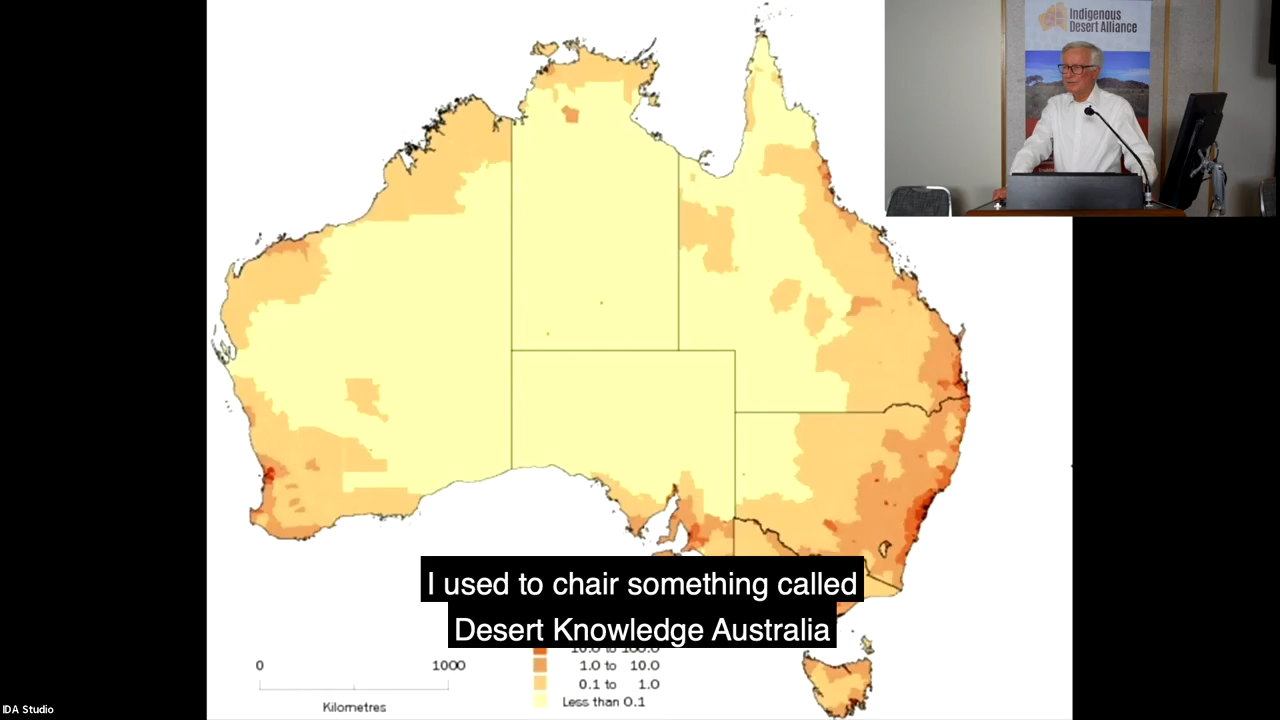 Indigenous
Desert Alliance
I used to chair something called
Desert Knowledge Australia
10.0 to 100.0
0 1000
1.0 to 10.0
0.1 to 1.0
Less than 0.1
Kilometres
IDA Studio